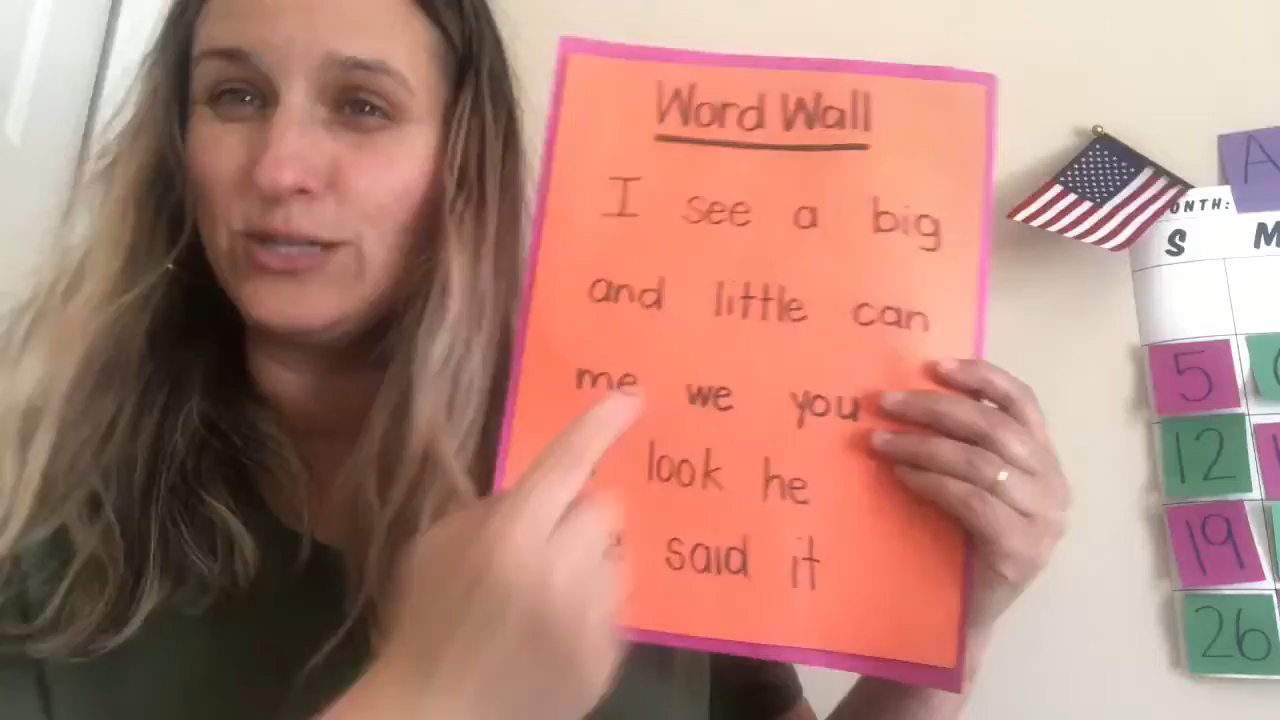 Word Wall
I see a big
and little can
me we you
look he
said it
A
ONTH:
S M
5
12
19
26